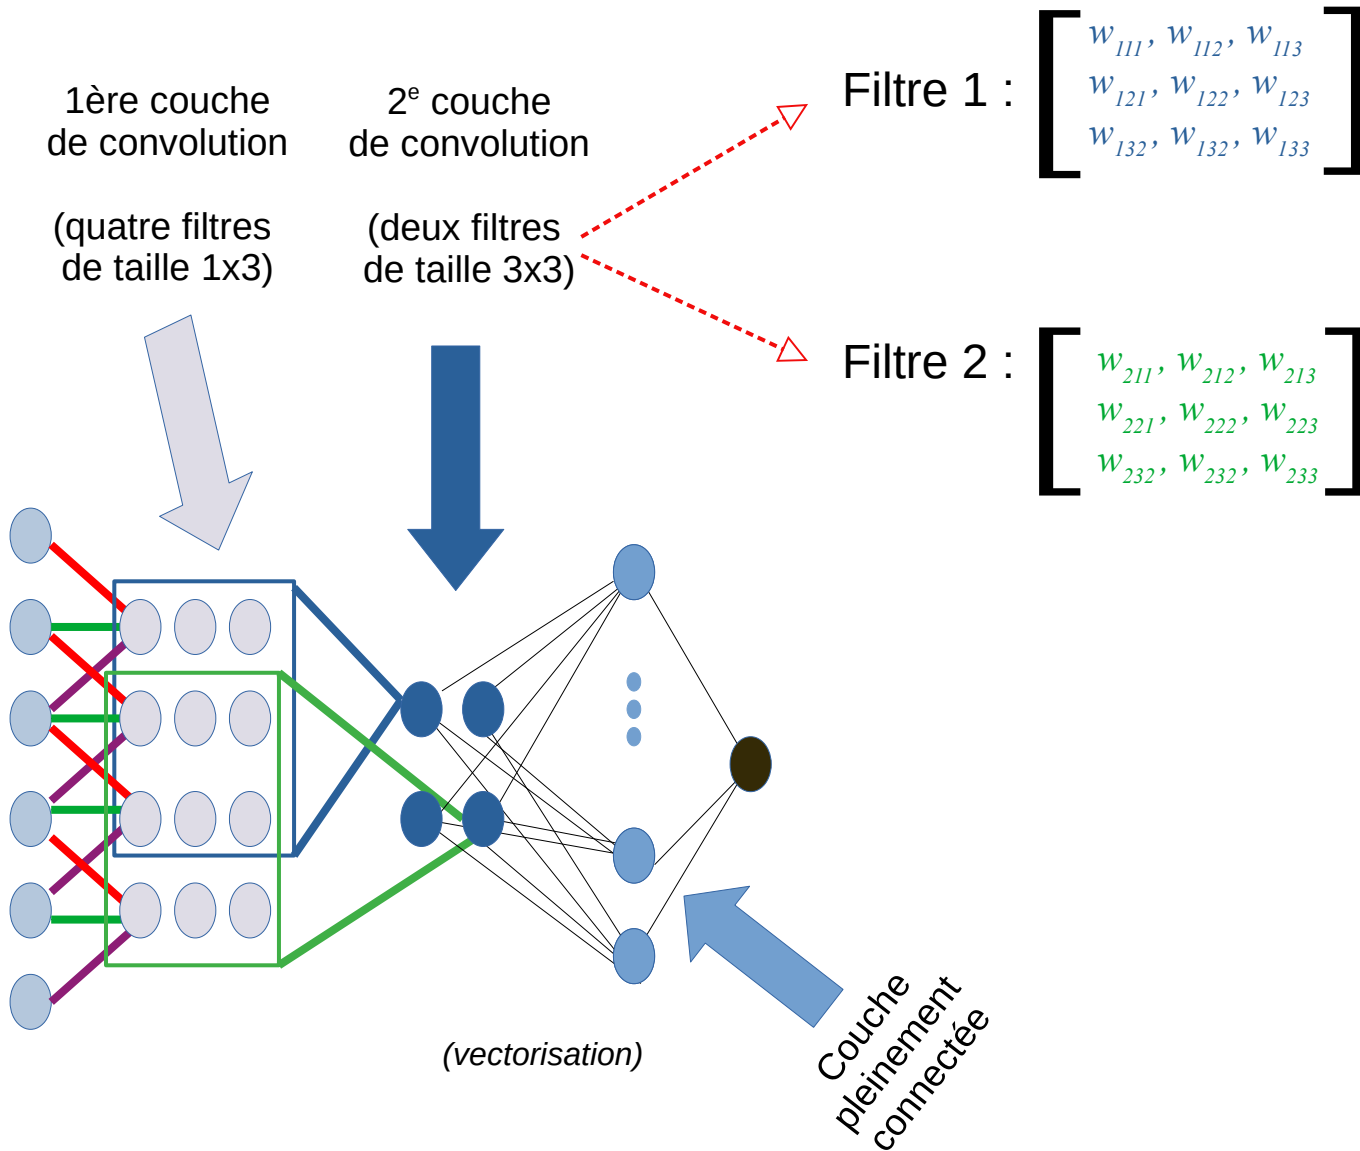 1ère couche
de convolution
(quatre filtres
de taille 1x3)
2e couche
de convolution
(deux filtres
de taille 3x3)
Filtre 1 :
w111, w112, w113
w121, w122, w123
w132, w132, w133
Filtre 2 :
w211, w212, w213
w221, w222, w223
w232, w232, w233
(vectorisation)
Couche
pleinement
connectée